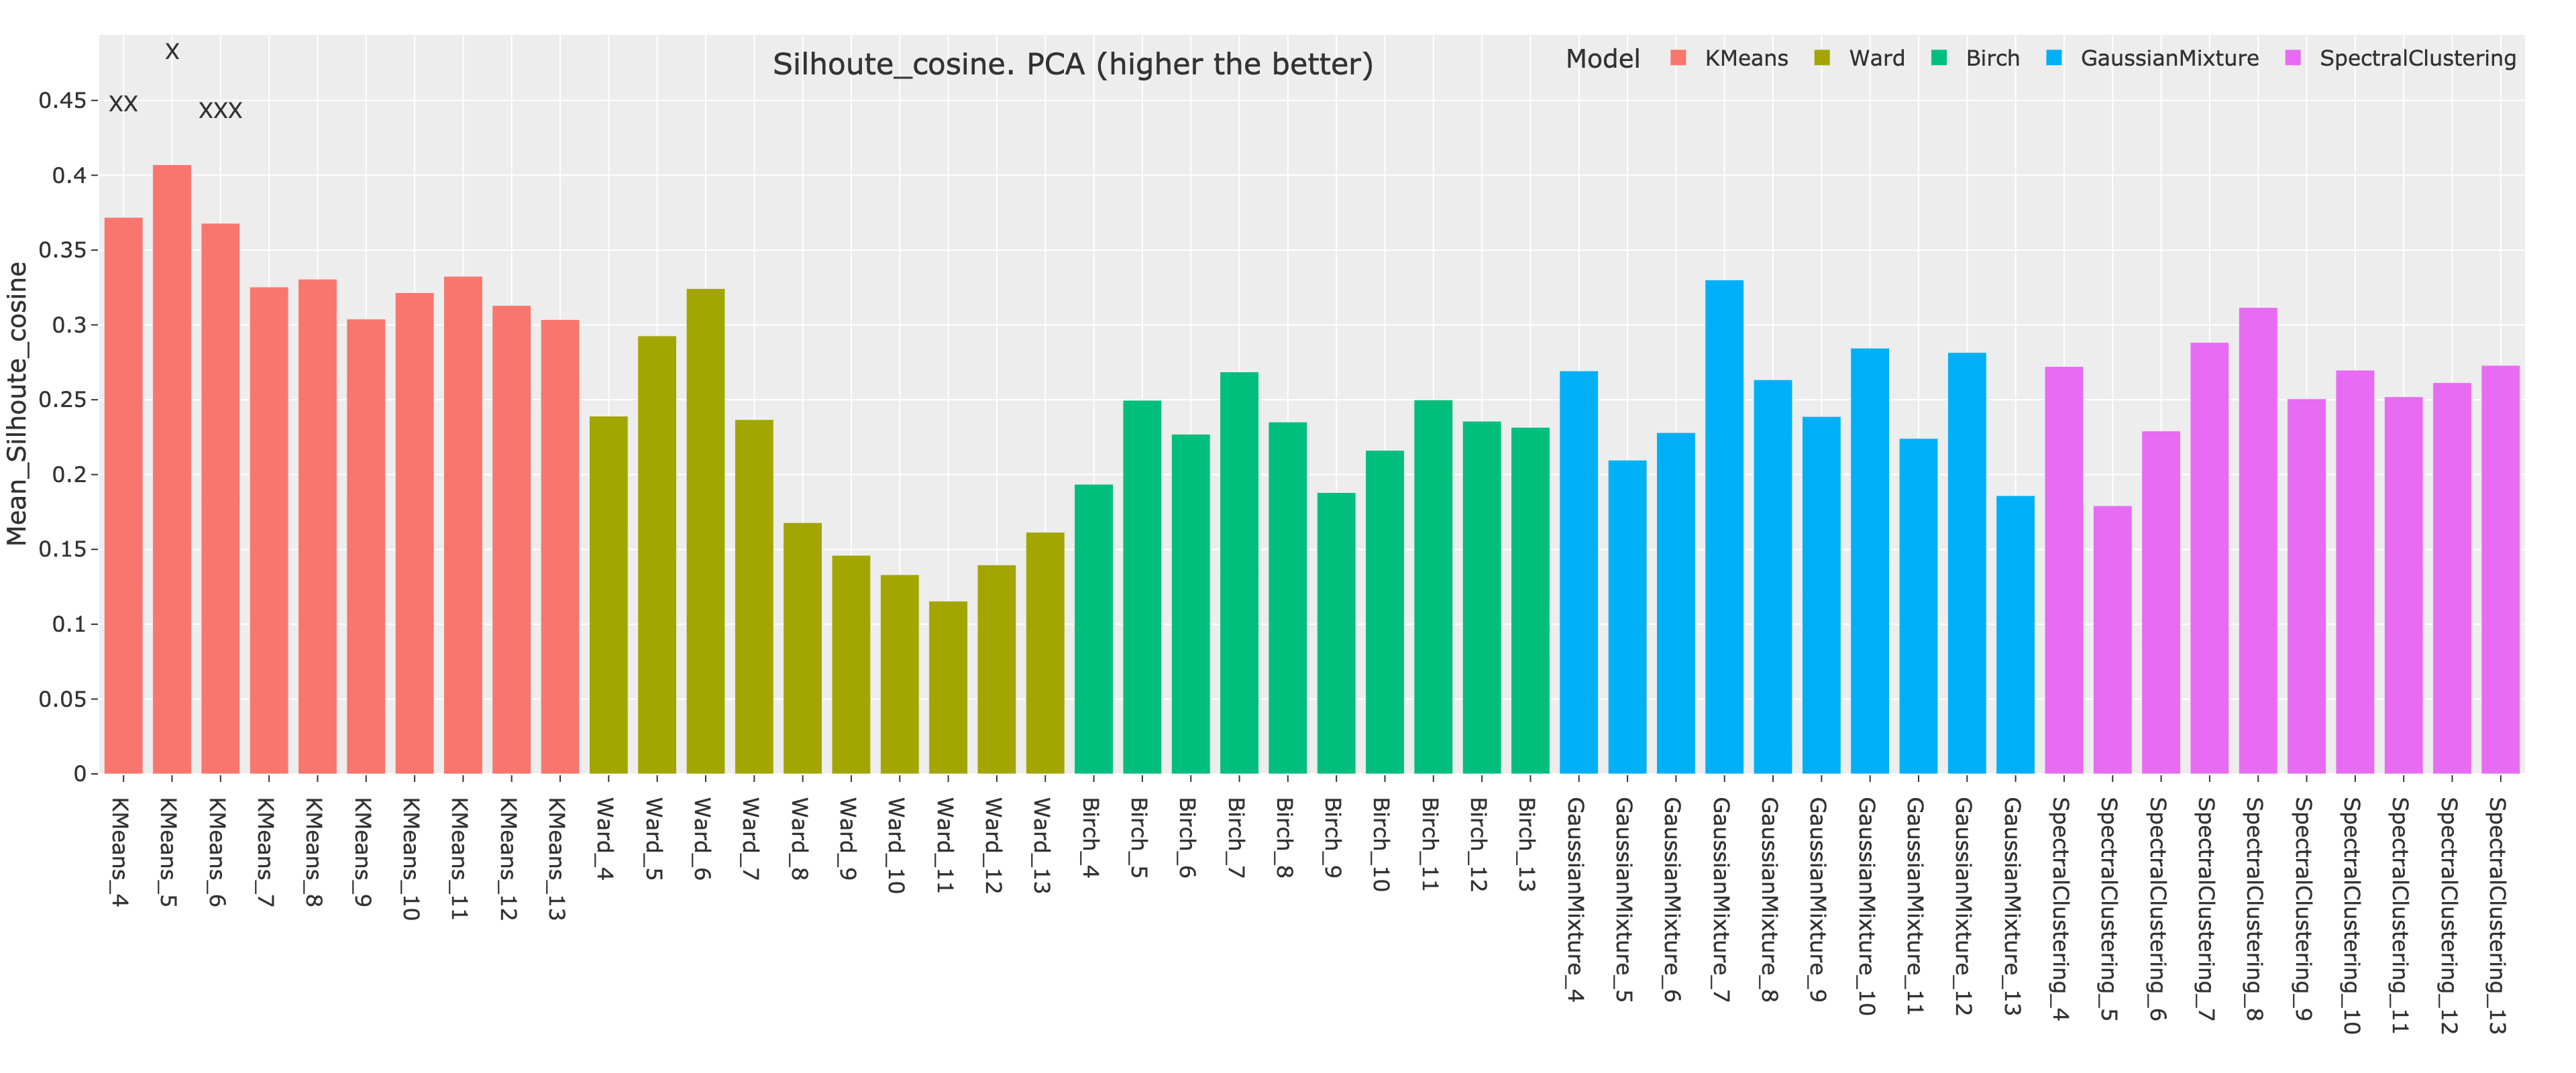 X
Silhoute_cosine. PCA (higher the better)
Model KMeans Ward Birch GaussianMixture SpectralClustering
XX
XXX
Mean_Silhoute_cosine
0.45
0.4
0.35
0.3
0.25
0.2
0.15
0.1
0.05
0
KMeans_4
KMeans_5
KMeans_6
KMeans_7
KMeans_8
KMeans_9
KMeans_10
KMeans_11
KMeans_12
KMeans_13
Ward_4
Ward_5
Ward_6
Ward_7
Ward_8
Ward_9
Ward_10
Ward_11
Ward_12
Ward_13
Birch_4
Birch_5
Birch_6
Birch_7
Birch_8
Birch_9
Birch_10
Birch_11
Birch_12
Birch_13
GaussianMixture_4
GaussianMixture_5
GaussianMixture_6
GaussianMixture_7
GaussianMixture_8
GaussianMixture_9
GaussianMixture_10
GaussianMixture_11
GaussianMixture_12
GaussianMixture_13
SpectralClustering_4
SpectralClustering_5
SpectralClustering_6
SpectralClustering_7
SpectralClustering_8
SpectralClustering_9
SpectralClustering_10
SpectralClustering_11
SpectralClustering_12
SpectralClustering_13